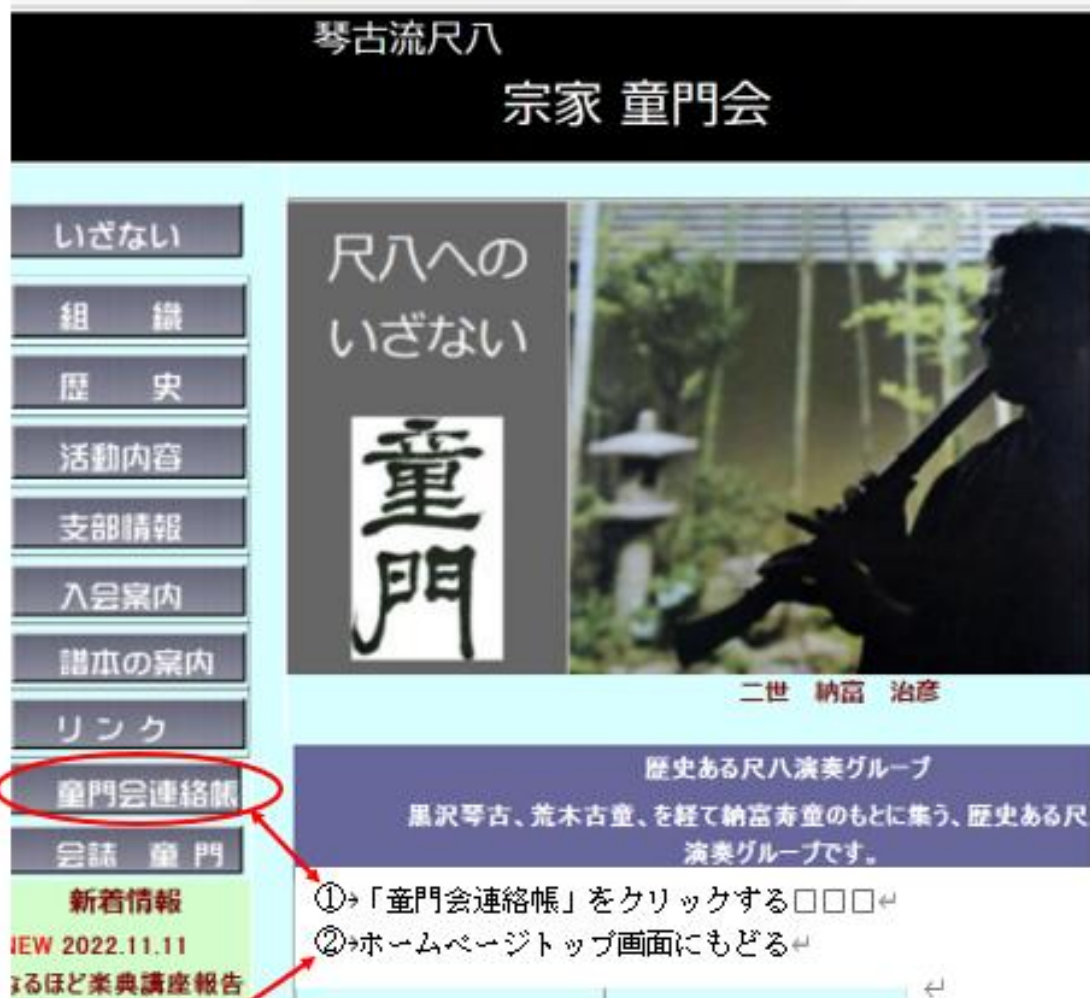 琴古流尺八
宗家 童門会
いざない
組 織
歴 史
活動内容
支部情報
入会案内
譜本の案内
リンク
童門会連絡帳
会誌 童 門
新着情報
NEW 2022.11.11
なるほど楽典講座報告
尺八への
いざない
童
門
二世 納富 治彦
歴史ある尺八演奏グループ
黒沢琴古、荒木古童、を経て納富寿童のもとに集う、歴史ある尺
演奏グループです。
①→「童門会連絡帳」をクリックする□□□↵
②→ホームページトップ画面にもどる↵
↵